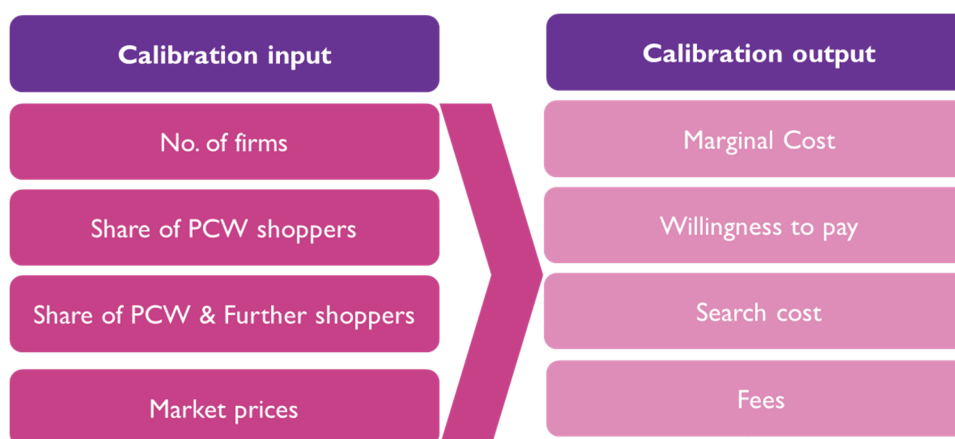 Calibration input
No. of firms
Share of PCW shoppers
Share of PCW & Further shoppers
Market prices
Calibration output
Marginal Cost
Willingness to pay
Search cost
Fees